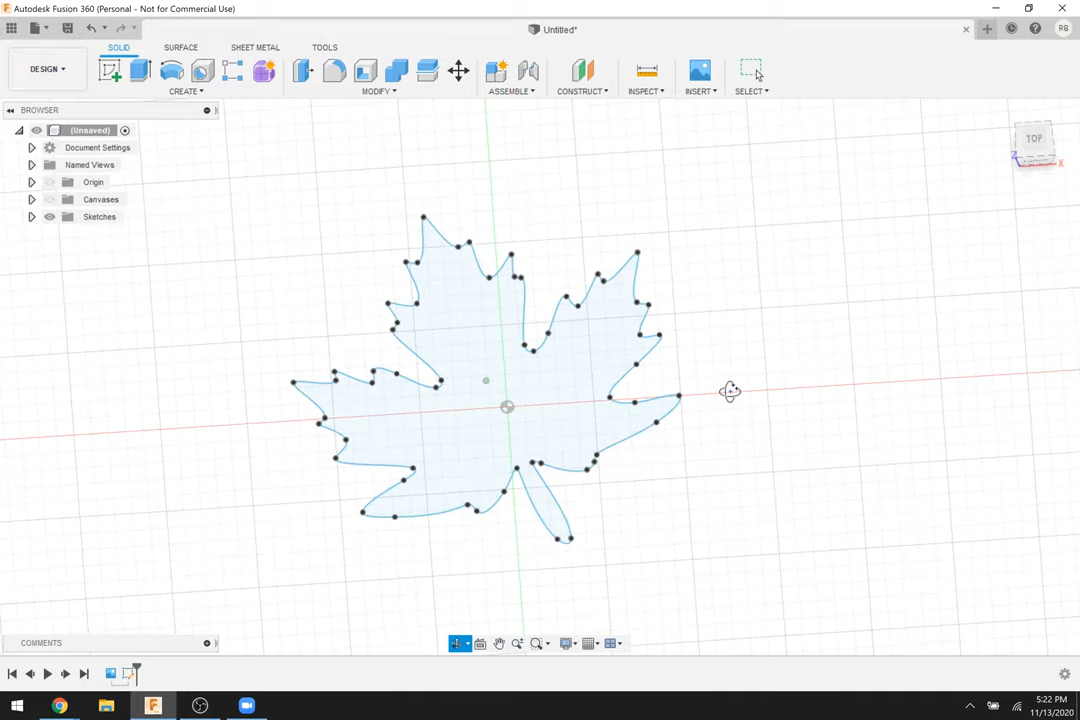 Autodesk Fusion 360 (Personal - Not for Commercial Use)
Untitled*
RB
DESIGN
SOLID
SURFACE
SHEET METAL
TOOLS
CREATE
MODIFY
ASSEMBLE
CONSTRUCT
INSPECT
INSERT
SELECT
BROWSER
(Unsaved)
Document Settings
Named Views
Origin
Canvases
Sketches
TOP
Z
X
COMMENTS
5:22 PM
11/13/2020